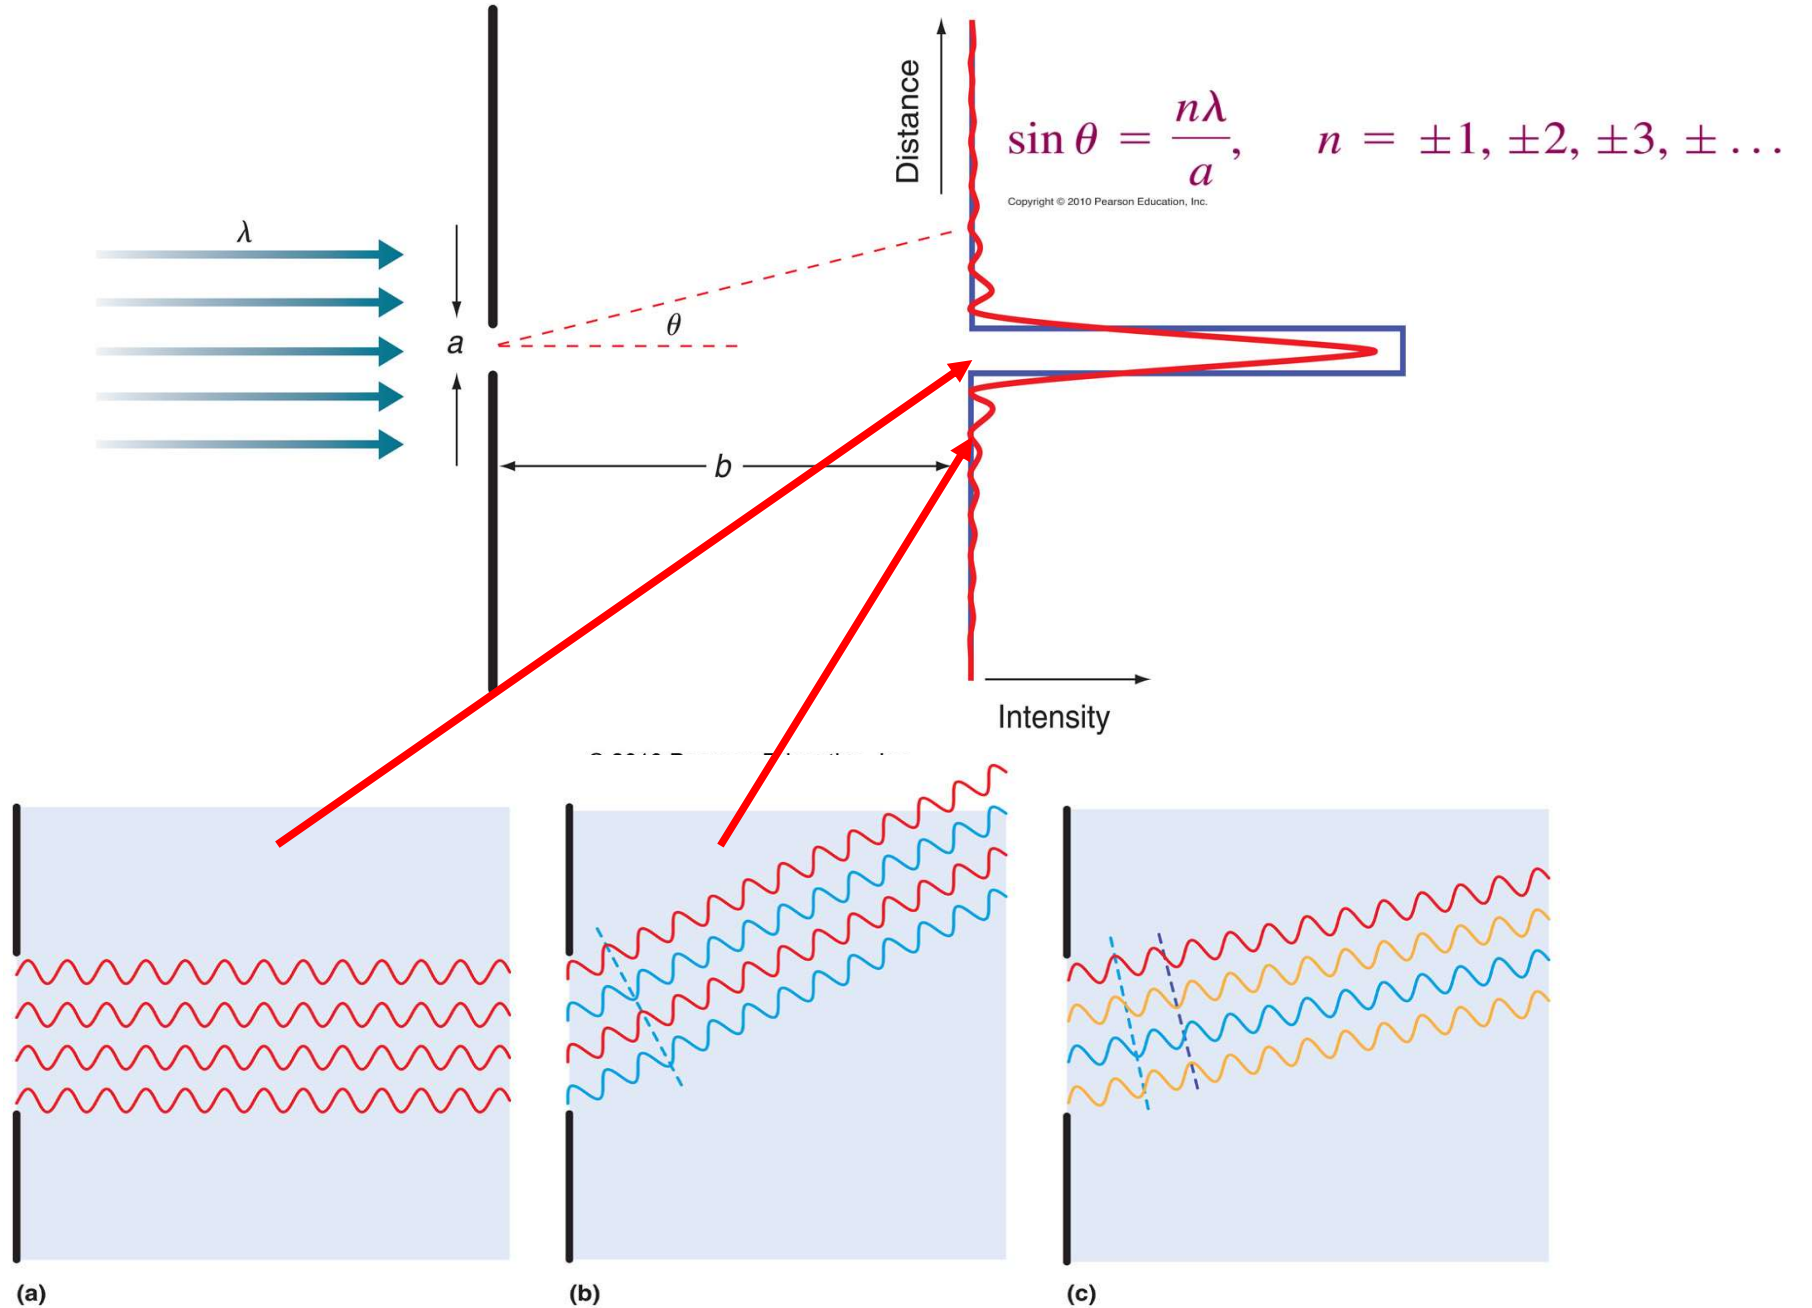 Distance
sin θ = nλ/a, n = ±1, ±2, ±3, ± ...
Copyright © 2010 Pearson Education, Inc.
λ
θ
a
b
Intensity
(a) (b) (c)